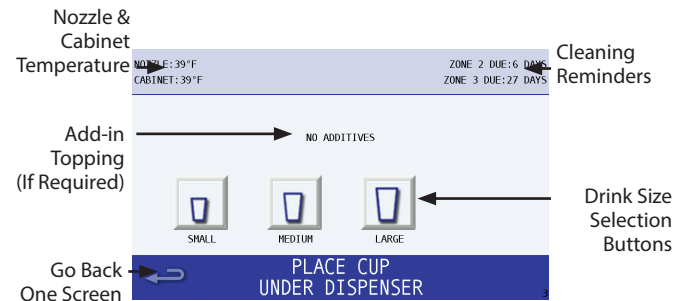 Nozzle &
Cabinet
Temperature
NOZZLE:39°F
CABINET:39°F
ZONE 2 DUE:6 DAYS
ZONE 3 DUE:27 DAYS
Cleaning
Reminders
Add-in
Topping
(If Required)
NO ADDITIVES
SMALL
MEDIUM
LARGE
Drink Size
Selection
Buttons
Go Back
One Screen
PLACE CUP
UNDER DISPENSER
3